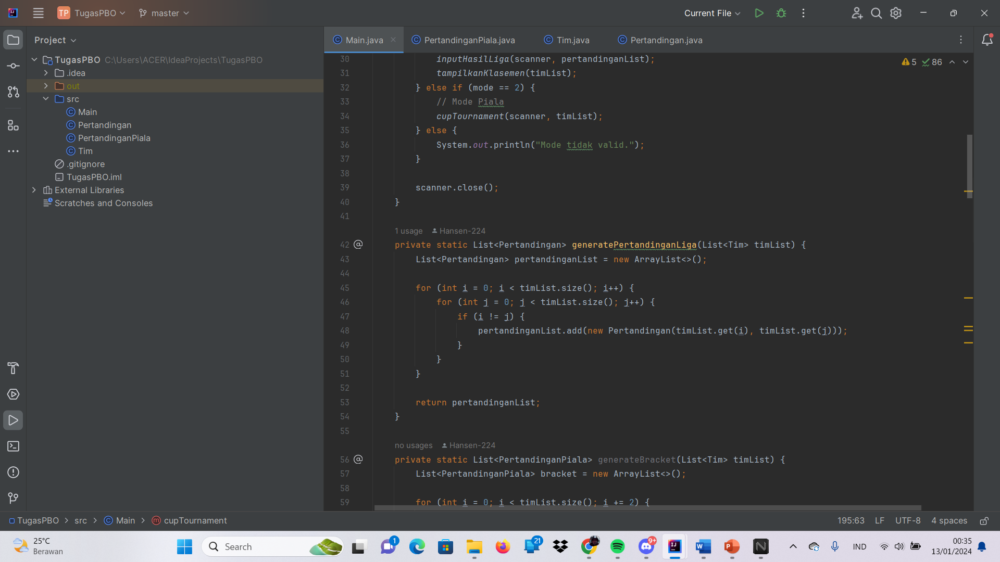 TP TugasPBO master Current File
Project
Main.java PertandinganPiala.java Tim.java Pertandingan.java
TugasPBO C:\Users\ACER\IdeaProjects\TugasPBO
.idea
out
src
Main
Pertandingan
PertandinganPiala
Tim
.gitignore
TugasPBO.iml
External Libraries
Scratches and Consoles
5 86
30 inputHasilLiga(scanner, pertandinganList);
31 tampilkanKlasemen(timList);
32 } else if (mode == 2) {
33 // Mode Piala
34 cupTournament(scanner, timList);
35 } else {
36 System.out.println("Mode tidak valid.");
37 }
38
39 scanner.close();
40 }
41
1 usage Hansen-224
42 @ private static List<Pertandingan> generatePertandinganLiga(List<Tim> timList) {
43 List<Pertandingan> pertandinganList = new ArrayList<>();
44
45 for (int i = 0; i < timList.size(); i++) {
46 for (int j = 0; j < timList.size(); j++) {
47 if (i != j) {
48 pertandinganList.add(new Pertandingan(timList.get(i), timList.get(j)));
49 }
50 }
51 }
52
53 return pertandinganList;
54 }
55
no usages Hansen-224
56 @ private static List<PertandinganPiala> generateBracket(List<Tim> timList) {
57 List<PertandinganPiala> bracket = new ArrayList<>();
58
59 for (int i = 0; i < timList.size(); i += 2) {
TugasPBO > src > Main > cupTournament 195:63 LF UTF-8 4 spaces
25°C
Berawan
Search
1
21
9+
IND
00:35
13/01/2024